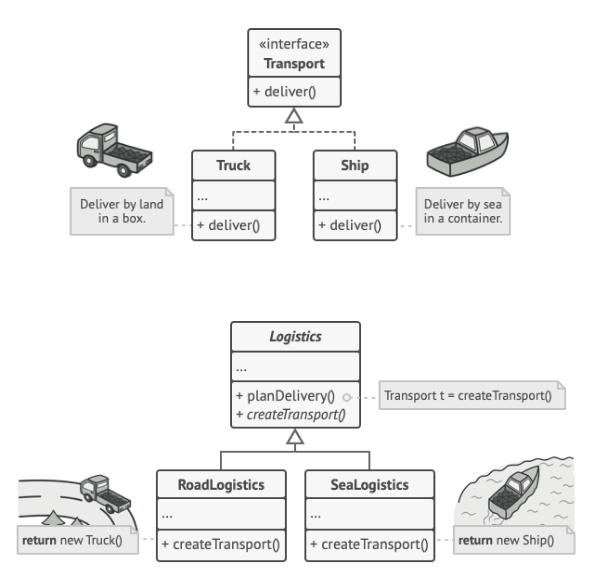 «interface»
Transport
+ deliver()
Truck
...
+ deliver()
Ship
...
+ deliver()
Deliver by land
in a box.
Deliver by sea
in a container.
Logistics
...
+ planDelivery()
+ createTransport()
Transport t = createTransport()
RoadLogistics
...
+ createTransport()
SeaLogistics
...
+ createTransport()
return new Truck()
return new Ship()